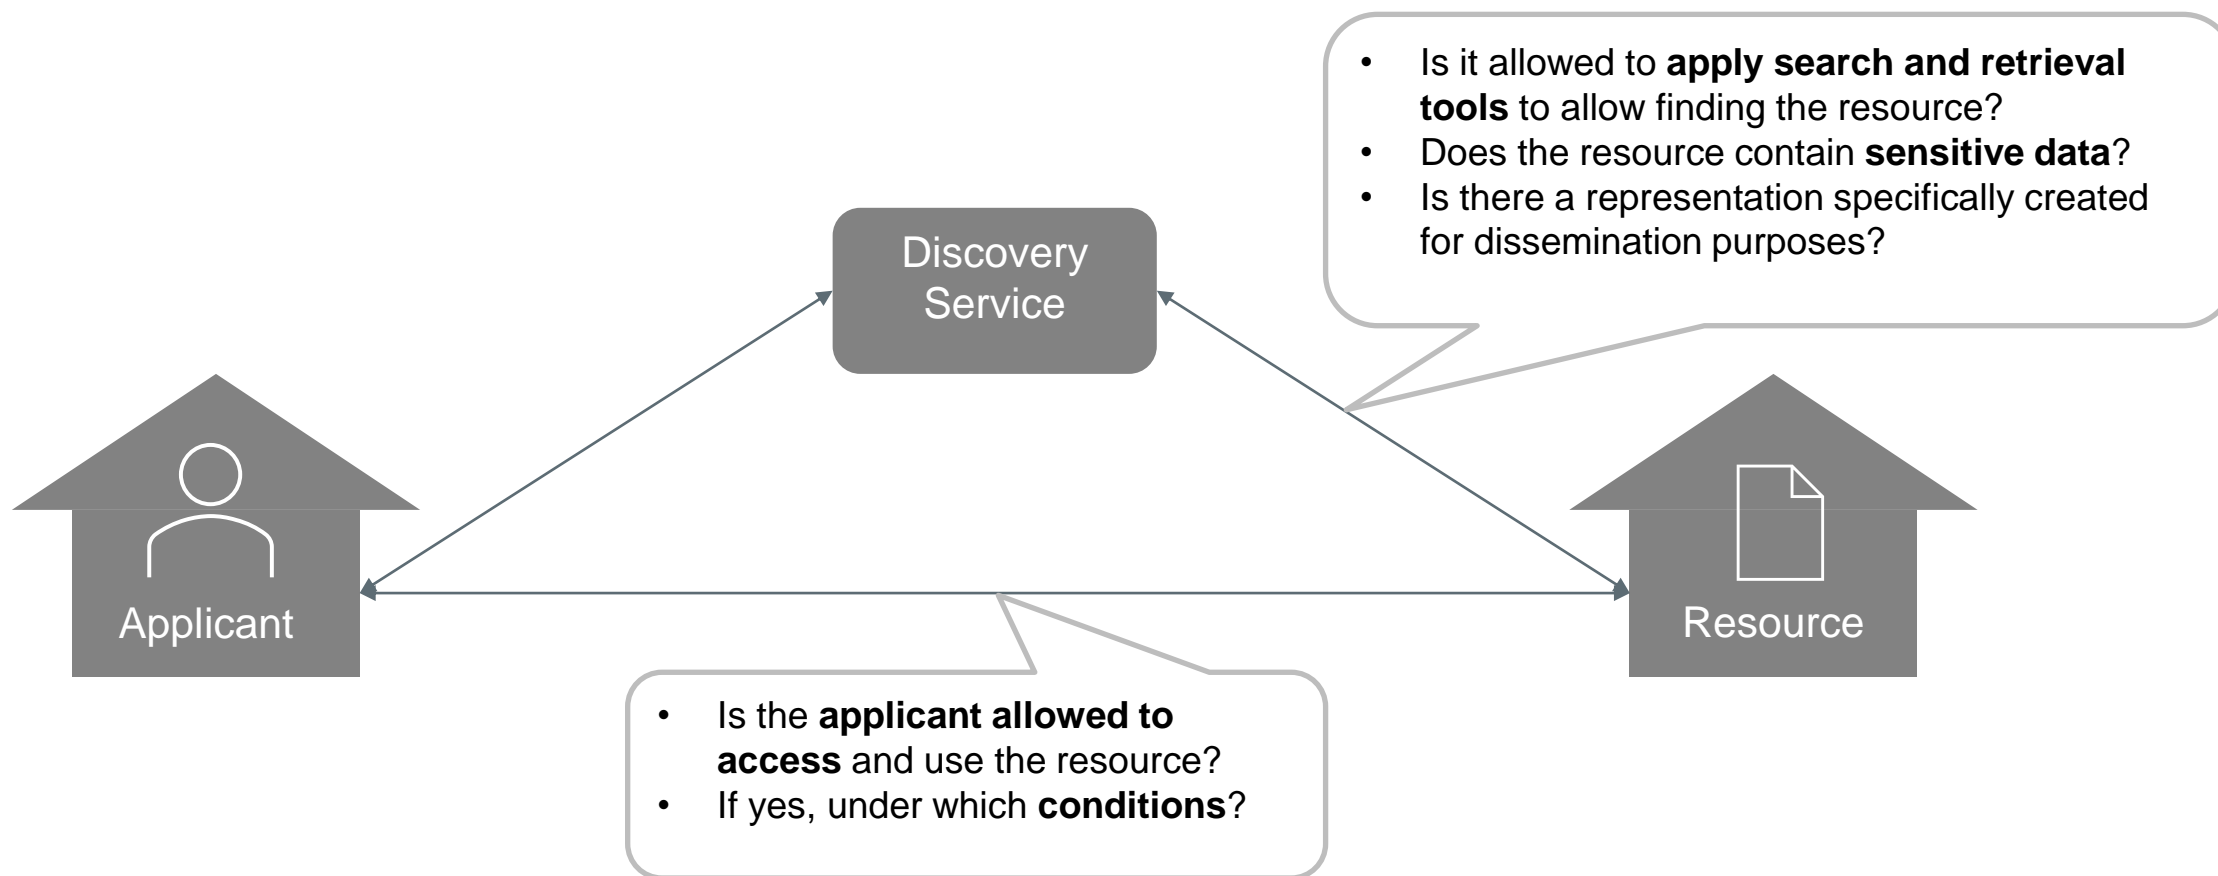 • Is it allowed to apply search and retrieval
tools to allow finding the resource?
• Does the resource contain sensitive data?
• Is there a representation specifically created
for dissemination purposes?
Discovery
Service
Applicant
Resource
• Is the applicant allowed to
access and use the resource?
• If yes, under which conditions?